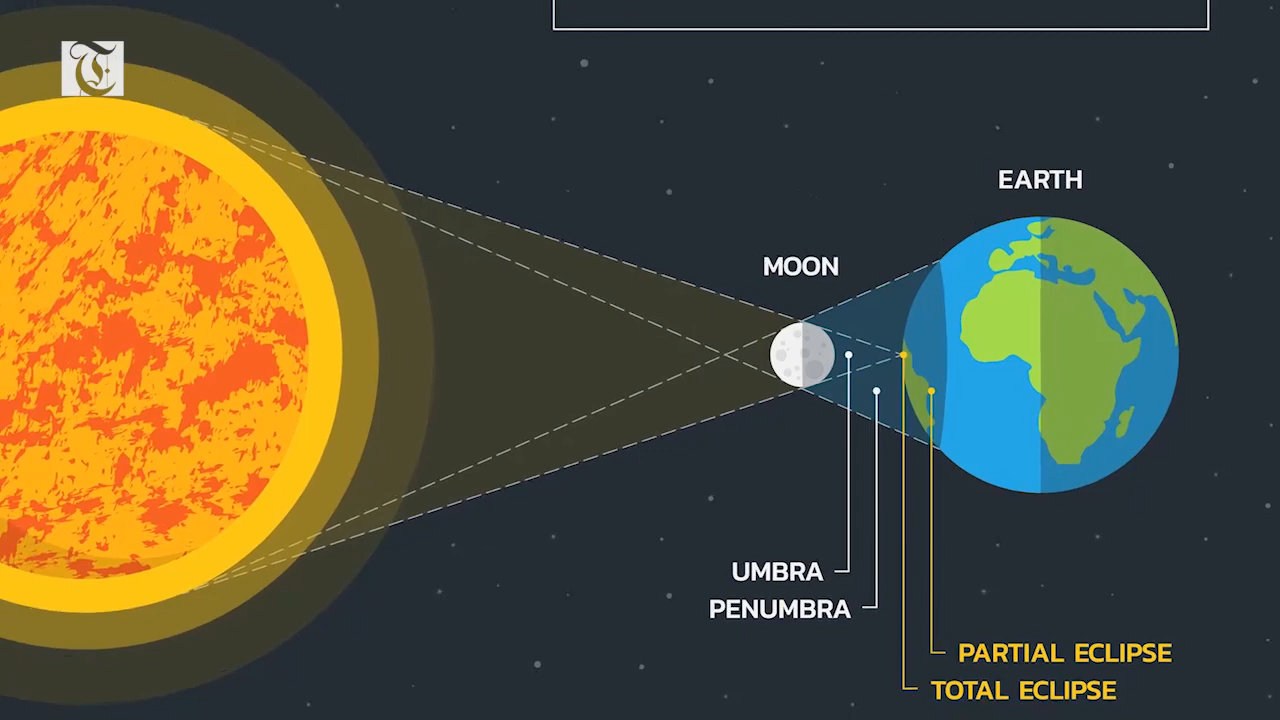 T
EARTH
MOON
UMBRA
PENUMBRA
PARTIAL ECLIPSE
TOTAL ECLIPSE